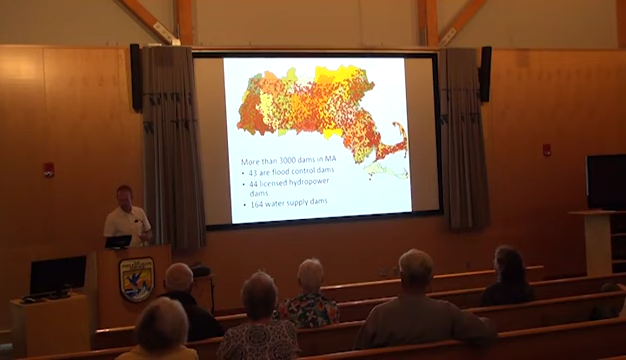 More than 3000 dams in MA
• 43 are flood control dams
• 44 licensed hydropower
dams
• 164 water supply dams